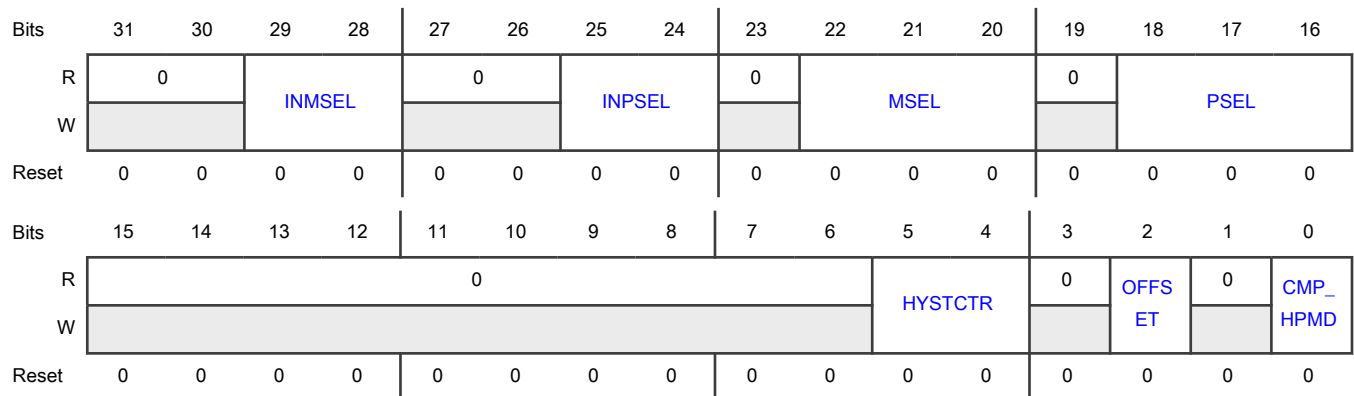 Bits 31 30 29 28 27 26 25 24 23 22 21 20 19 18 17 16
R 0 INMSEL 0 INPSEL 0 MSEL 0 PSEL
W
Reset 0 0 0 0 0 0 0 0 0 0 0 0 0 0 0 0
Bits 15 14 13 12 11 10 9 8 7 6 5 4 3 2 1 0
R 0 HYSTCTR 0 OFFS 0 CMP_
W ET HPMD
Reset 0 0 0 0 0 0 0 0 0 0 0 0 0 0 0 0